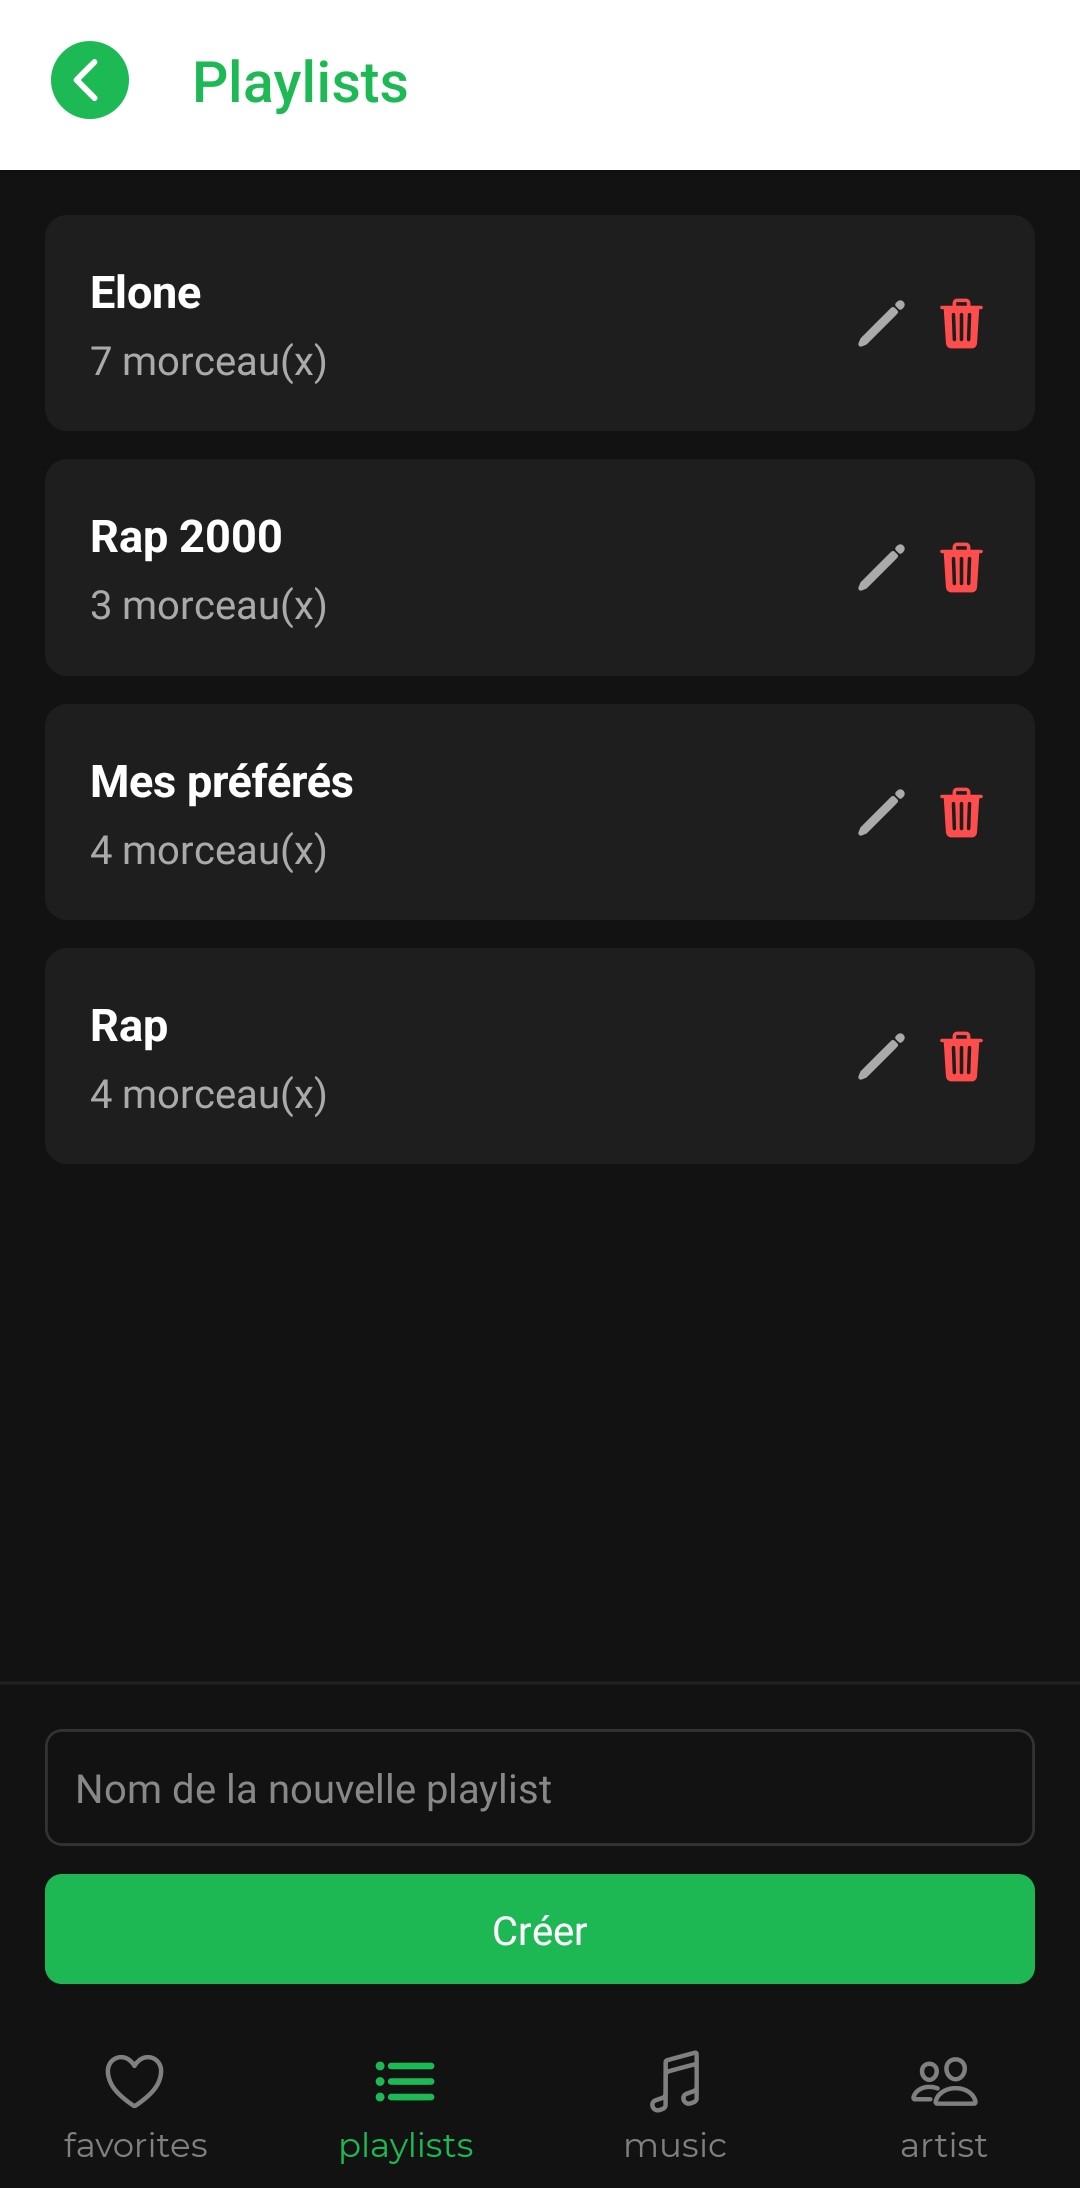 Playlists
Elone
7 morceau(x)
Rap 2000
3 morceau(x)
Mes préférés
4 morceau(x)
Rap
4 morceau(x)
Nom de la nouvelle playlist
Créer
favorites
playlists
music
artist